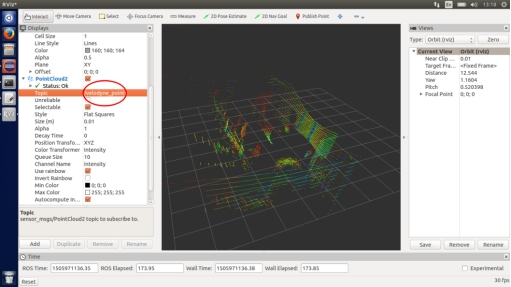 RViz*
13:18
Interact
Move Camera
Select
Focus Camera
Measure
2D Pose Estimate
2D Nav Goal
Publish Point
Displays
Cell Size 1
Line Style Lines
Color 160; 160; 164
Alpha 0.5
Plane XY
Offset 0; 0; 0
PointCloud2
Status: Ok
Topic velodyne_point
Unreliable
Selectable
Style Flat Squares
Size (m) 0.01
Alpha 1
Decay Time 0
Position Transfo... XYZ
Color Transformer Intensity
Queue Size 10
Channel Name intensity
Use rainbow
Invert Rainbow
Min Color 0; 0; 0
Max Color 255; 255; 255
Autocompute In...
Topic
sensor_msgs/PointCloud2 topic to subscribe to.
Add Duplicate Remove Rename
Views
Type: Orbit (rviz) Zero
Current View Orbit (rviz)
Near Clip ... 0.01
Target Fra... <Fixed Frame>
Distance 12.544
Yaw 1.1604
Pitch 0.520398
Focal Point 0; 0; 0
Save Remove Rename
Time
ROS Time: 1505971136.35 ROS Elapsed: 173.95 Wall Time: 1505971136.38 Wall Elapsed: 173.85 Experimental
Reset 30 fps